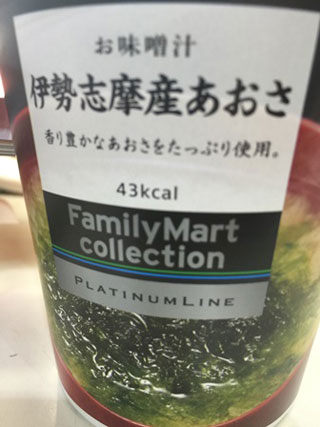 お味噌汁
伊勢志摩産あおさ
香り豊かなあおさをたっぷり使用。
43kcal
FamilyMart
collection
PLATINUMLINE